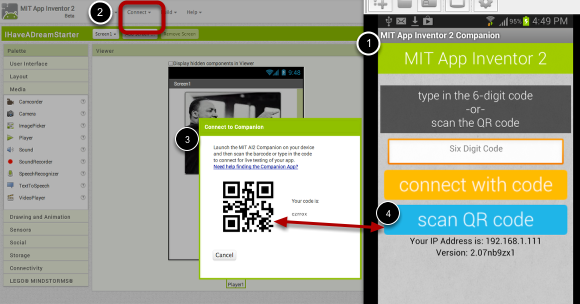 MIT App Inventor 2
Beta
2
Connect
Help
IHaveADreamStarter
Screen1
Remove Screen
Palette
User Interface
Layout
Media
Camcorder
Camera
ImagePicker
Player
Sound
SoundRecorder
SpeechRecognizer
TextToSpeech
VideoPlayer
Drawing and Animation
Sensors
Social
Storage
Connectivity
LEGO® MINDSTORMS®
Viewer
Display hidden components in Viewer
9:48
Screen1
3
Connect to Companion
Launch the MIT AI2 Companion on your device
and then scan the barcode or type in the code
to connect for live testing of your app.
Need help finding the Companion App?
Your code is
Cancel
Player1
95% 4:49 PM
1
MIT App Inventor 2 Companion
MIT App Inventor 2
type in the 6-digit code
-or-
scan the QR code
Six Digit Code
connect with code
4
scan QR code
Your IP Address is: 192.168.1.111
Version: 2.07nb9zx1